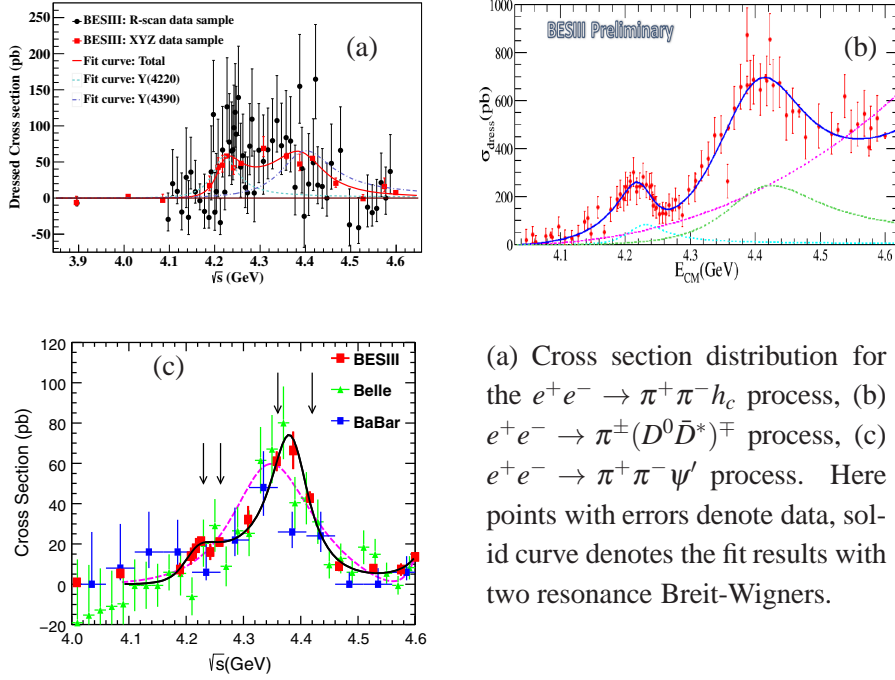 250
200
150
100
50
0
-50
Dressed Cross section (pb)
BESIII: R-scan data sample
BESIII: XYZ data sample
Fit curve: Total
Fit curve: Y(4220)
Fit curve: Y(4390)
(a)
3.9 4.0 4.1 4.2 4.3 4.4 4.5 4.6
√s (GeV)
1000
800
600
400
200
0
σdress(pb)
BESIII Preliminary
(b)
4.1 4.2 4.3 4.4 4.5 4.6
ECM(GeV)
120
100
80
60
40
20
0
-20
Cross Section (pb)
(c)
BESIII
Belle
BaBar
4.0 4.1 4.2 4.3 4.4 4.5 4.6
√s(GeV)
(a) Cross section distribution for
the e⁺e⁻ → π⁺π⁻h_c process, (b)
e⁺e⁻ → π±(D⁰D̄*)∓ process, (c)
e⁺e⁻ → π⁺π⁻ψ′ process. Here
points with errors denote data, sol-
id curve denotes the fit results with
two resonance Breit-Wigners.